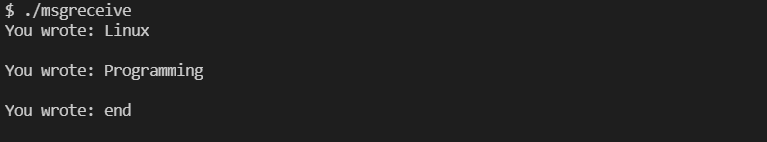 $ ./msgreceive
You wrote: Linux
You wrote: Programming
You wrote: end